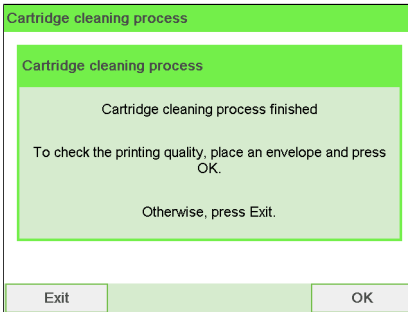 Cartridge cleaning process
Cartridge cleaning process
Cartridge cleaning process finished
To check the printing quality, place an envelope and press
OK.
Otherwise, press Exit.
Exit
OK